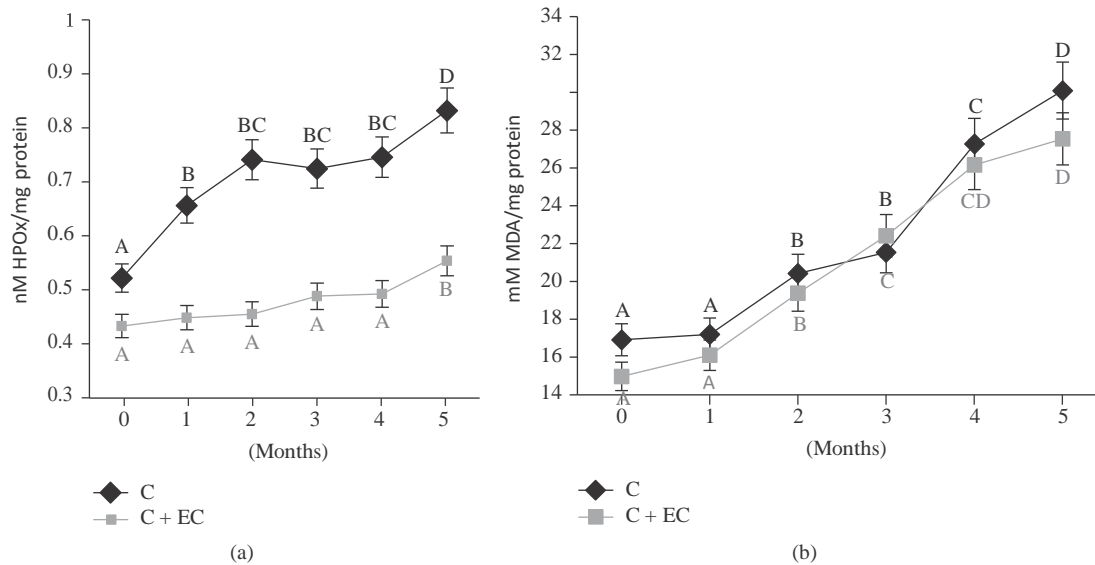 1
0.9
0.8
0.7
0.6
0.5
0.4
0.3
nM HPOx/mg protein
A
B
BC
BC
BC
D
A
A
A
A
A
B
0 1 2 3 4 5
(Months)
C
C + EC
(a)
34
30
26
22
18
14
32
28
24
20
16
mM MDA/mg protein
A
A
B
B
C
D
A
A
B
C
CD
D
0 1 2 3 4 5
(Months)
C
C + EC
(b)